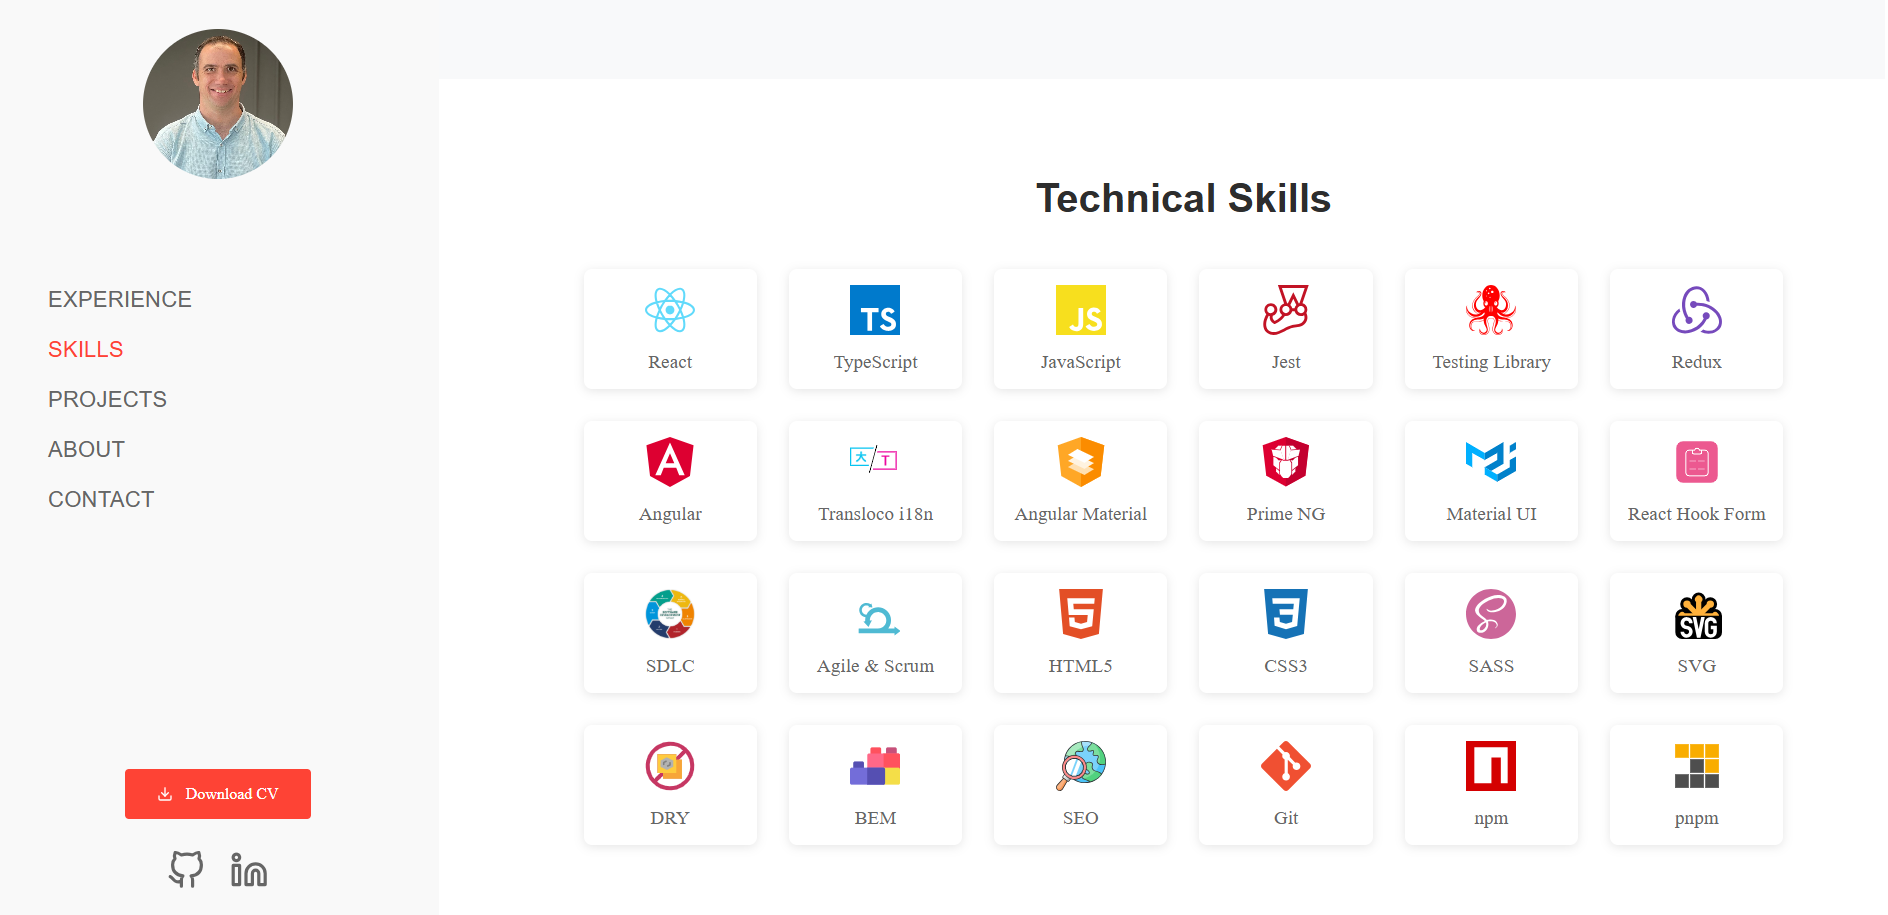 EXPERIENCE
SKILLS
PROJECTS
ABOUT
CONTACT
Download CV
Technical Skills
React
TS
TypeScript
JS
JavaScript
Jest
Testing Library
Redux
Angular
大 T
Transloco i18n
Angular Material
Prime NG
Material UI
React Hook Form
SDLC
Agile & Scrum
HTML5
CSS3
SASS
SVG
SVG
DRY
BEM
SEO
Git
npm
pnpm